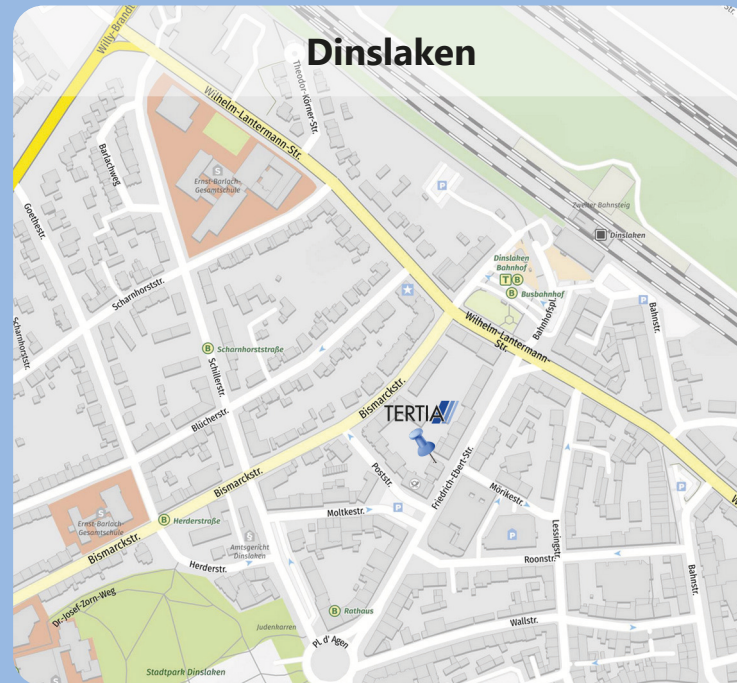 Dinslaken
Willy-Brandt
Str.
Wilhelm-Lantermann-Str.
Theodor-Körner-Str.
Barlachweg
S
Ernst-Barlach-
Gesamtschule
P
Goethestr.
Zweiter Bahnsteig
Dinslaken
Dinslaken
Bahnhof
T B
B Busbahnhof
Scharnhorststr.
P
Bahnstr.
Bahnhofspl.
Wilhelm-Lantermann-
Str.
Scharnhorststr.
B Scharnhorststraße
Schillerstr.
Bismarckstr.
Blücherstr.
TERTIA
Poststr.
Friedrich-Ebert-Str.
Mörikestr.
Bismarckstr.
P
P
Moltkestr.
P
Lessingstr.
S
Ernst-Barlach-
Gesamtschule
B Herderstraße
Bismarckstr.
§
Amtsgericht
Dinslaken
Herderstr.
Roonstr.
Bahnstr.
W
Dr.-Josef-Zorn-Weg
B Rathaus
Judenkarren
Wallstr.
Pl. d' Agen
Stadtpark Dinslaken
S